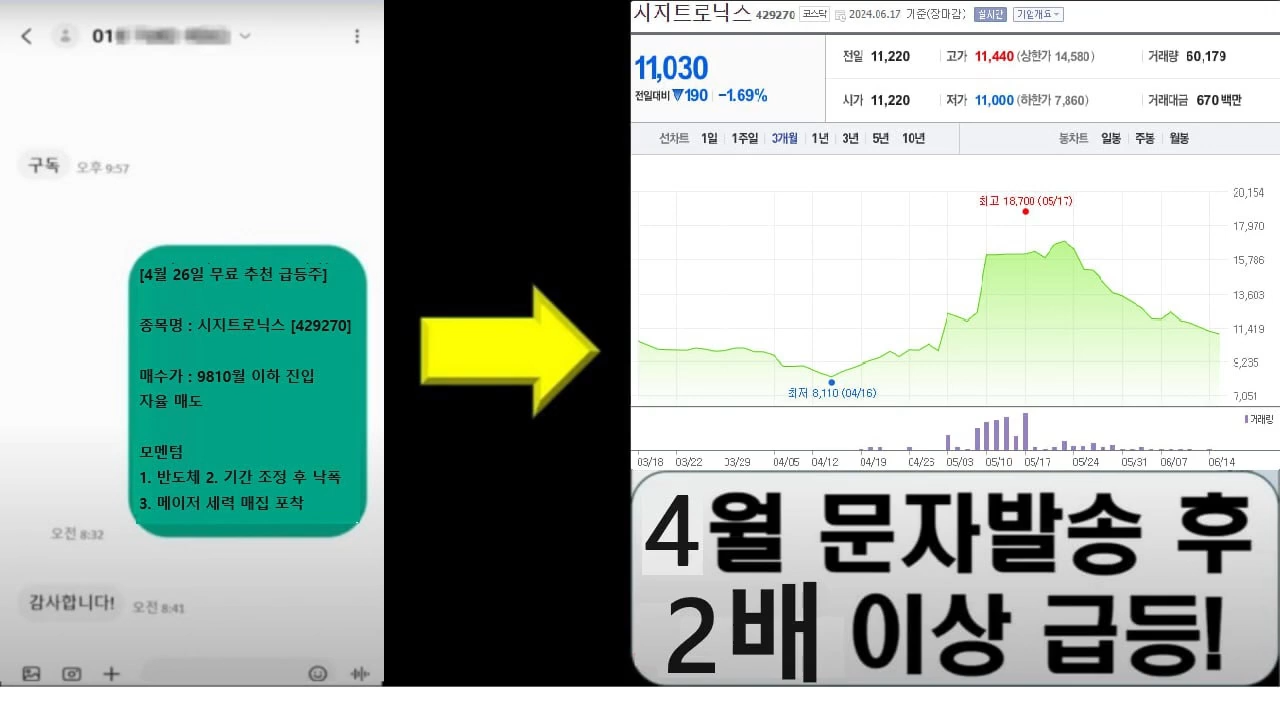 01
구독 오후 9:57
[4월 26일 무료 추천 급등주]
종목명 : 시지트로닉스 [429270]
매수가 : 9810월 이하 진입
자율 매도
모멘텀
1. 반도체 2. 기간 조정 후 낙폭
3. 메이저 세력 매집 포착
오전 8:32
감사합니다! 오전 8:41
시지트로닉스 429270 코스닥 2024.06.17 기준(장마감) 실시간 기업개요
11,030
전일대비 ▼190 -1.69%
전일 11,220 고가 11,440 (상한가 14,580) 거래량 60,179
시가 11,220 저가 11,000 (하한가 7,860) 거래대금 670 백만
선차트 1일 1주일 3개월 1년 3년 5년 10년 봉차트 일봉 주봉 월봉
20,154
최고 18,700 (05/17)
17,970
15,786
13,603
11,419
9,235
최저 8,110 (04/16)
7,051
거래량
03/18 03/22 03/29 04/05 04/12 04/19 04/26 05/03 05/10 05/17 05/24 05/31 06/07 06/14
4월 문자발송 후
2배 이상 급등!